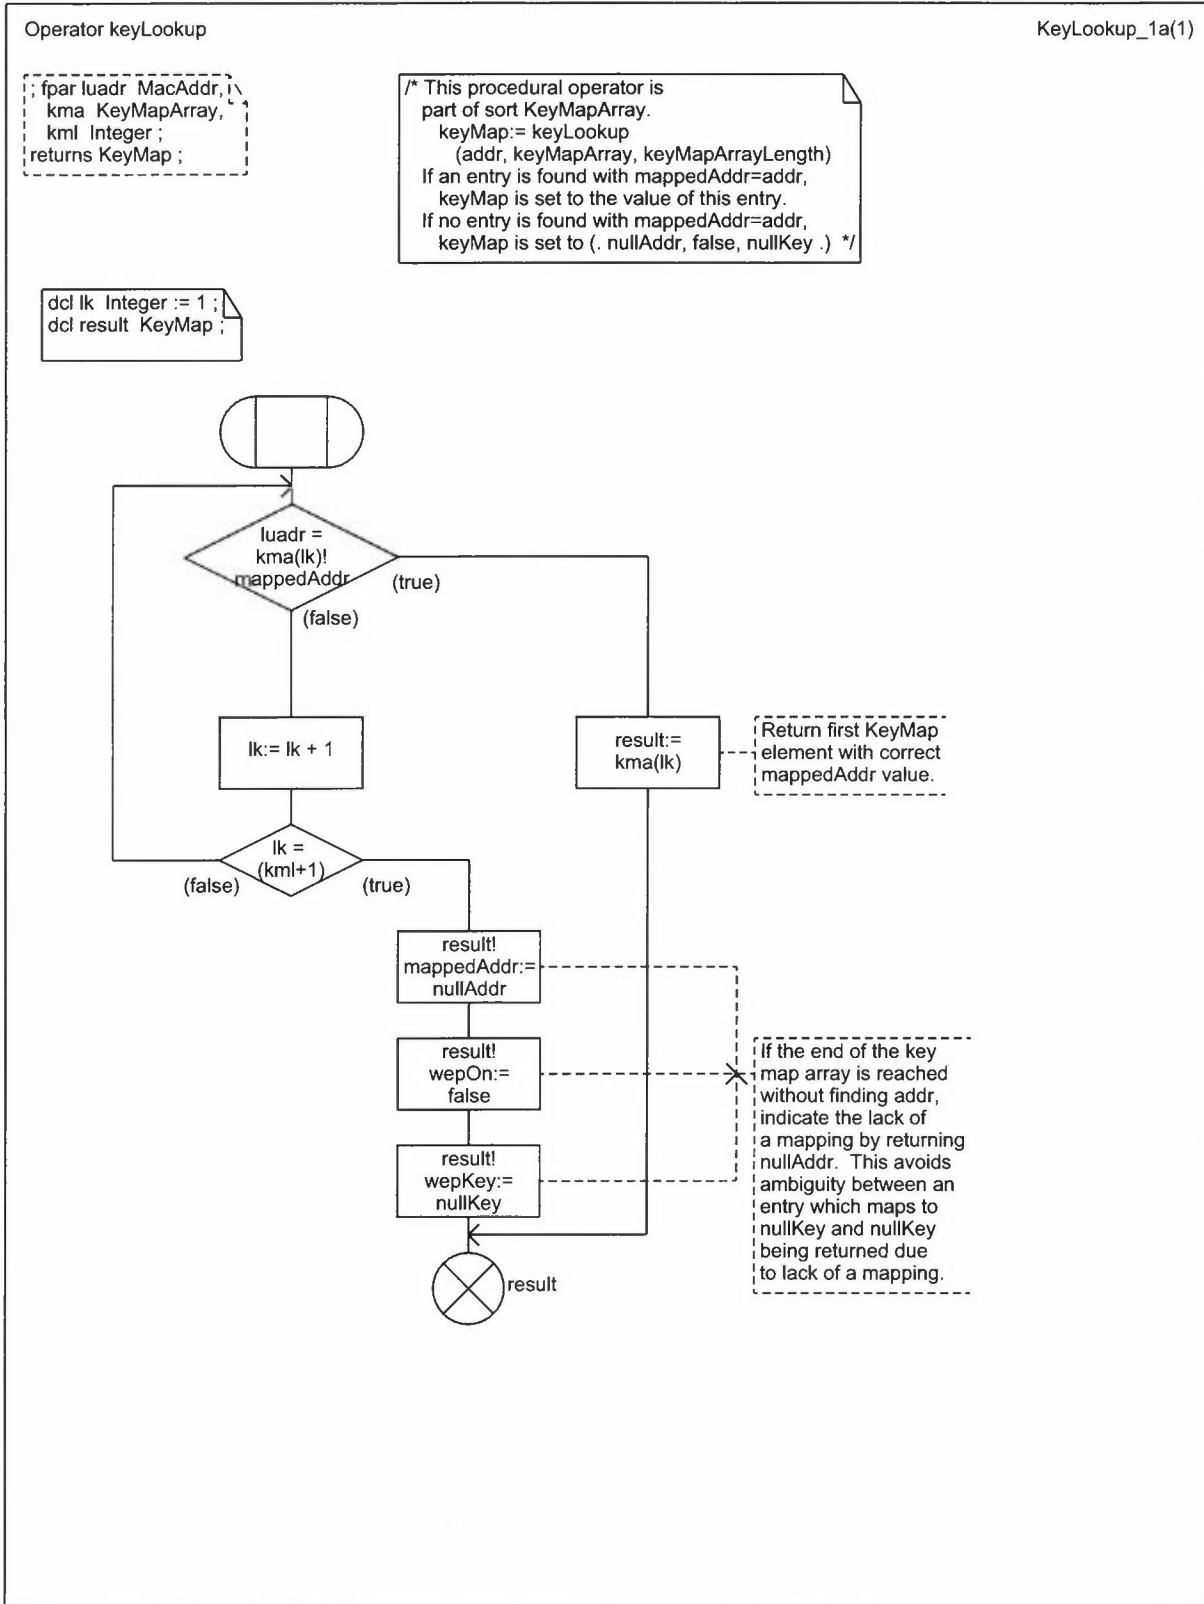 Operator keyLookup
KeyLookup_1a(1)
; fpar luadr MacAddr,
kma KeyMapArray,
kml Integer ;
returns KeyMap ;
/* This procedural operator is
part of sort KeyMapArray.
keyMap:= keyLookup
(addr, keyMapArray, keyMapArrayLength)
If an entry is found with mappedAddr=addr,
keyMap is set to the value of this entry.
If no entry is found with mappedAddr=addr,
keyMap is set to (. nullAddr, false, nullKey .) */
dcl lk Integer := 1 ;
dcl result KeyMap ;
luadr =
kma(lk)!
mappedAddr
(true)
(false)
lk:= lk + 1
result:=
kma(lk)
Return first KeyMap
element with correct
mappedAddr value.
lk =
(kml+1)
(false)
(true)
result!
mappedAddr:=
nullAddr
result!
wepOn:=
false
result!
wepKey:=
nullKey
If the end of the key
map array is reached
without finding addr,
indicate the lack of
a mapping by returning
nullAddr. This avoids
ambiguity between an
entry which maps to
nullKey and nullKey
being returned due
to lack of a mapping.
result